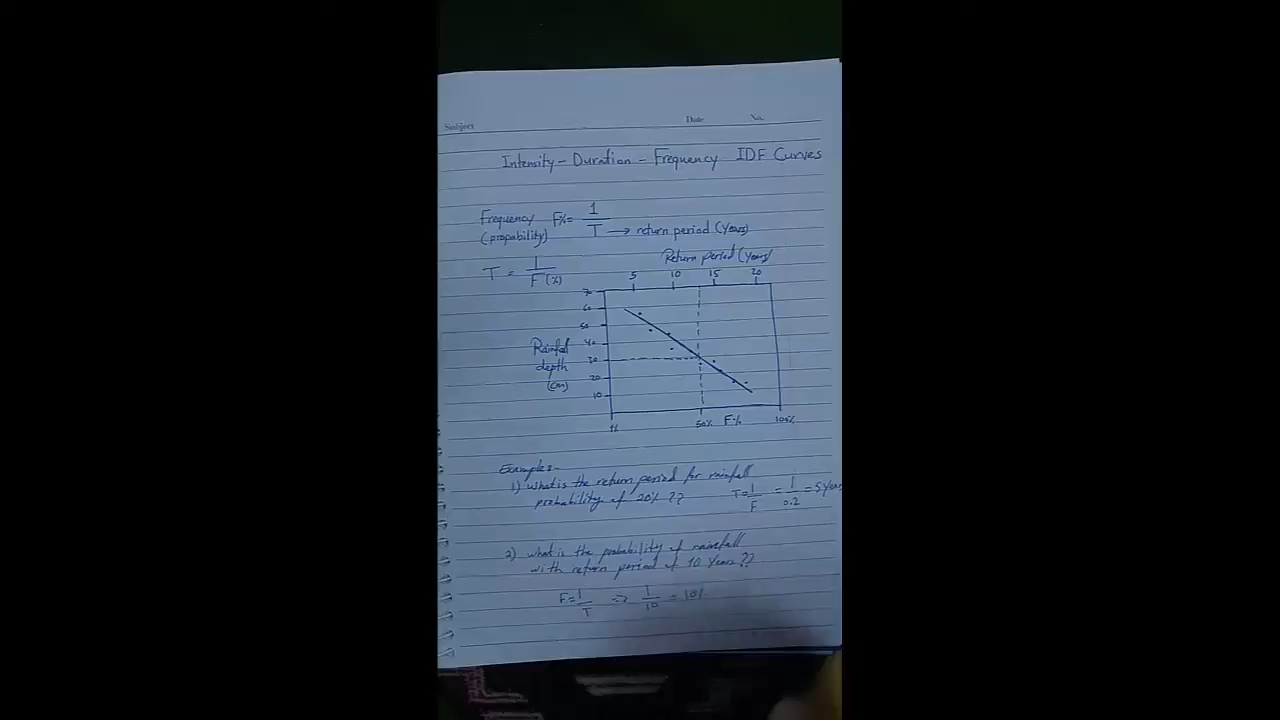 Subject
Date No.
Intensity - Duration - Frequency IDF Curves
Frequency F%= 1
(propability) T → return period (Years)
T = 1
F (%)
Return period (Years)
5 10 15 20
70
60
50
40
30
20
10
Rainfall
depth
(cm)
1% 50% F% 100%
Examples-
1) what is the return period for rainfall
probability of 20% ??
T = 1/F = 1/0.2 = 5 Years
2) what is the probability of rainfall
with return period of 10 Years ??
F = 1/T ⇒ 1/10 = 10%